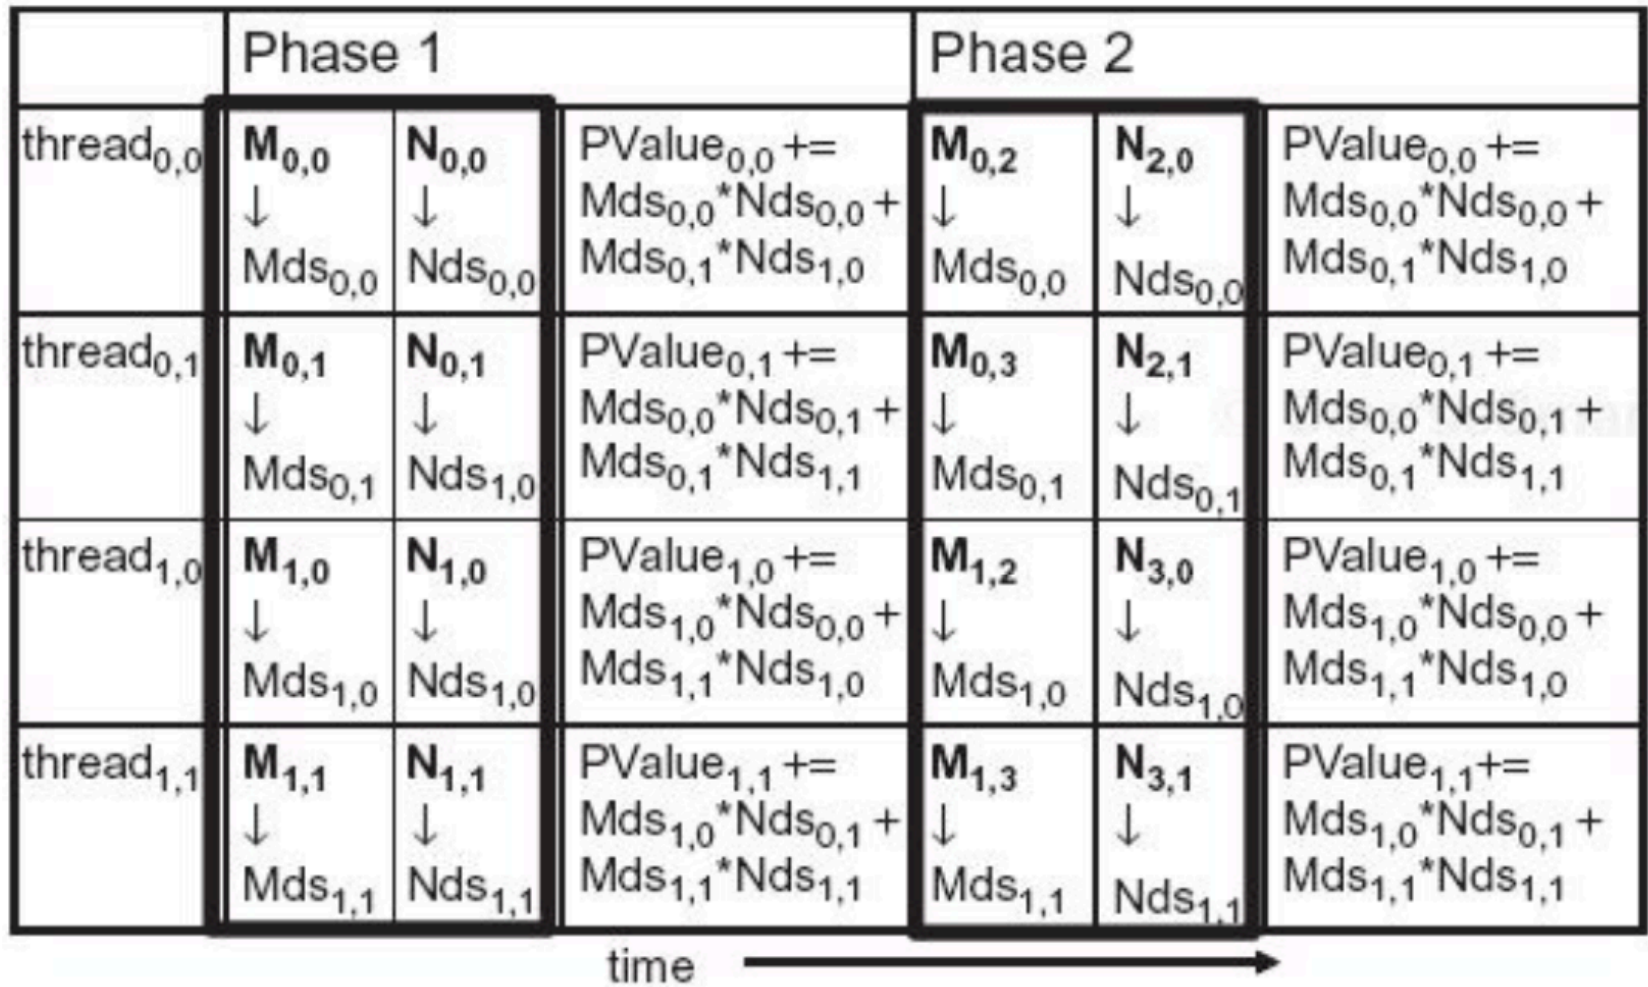 Phase 1 Phase 2
thread0,0 M0,0 N0,0 PValue0,0 += M0,2 N2,0 PValue0,0 +=
↓ ↓ Mds0,0*Nds0,0 + ↓ ↓ Mds0,0*Nds0,0 +
Mds0,0 Nds0,0 Mds0,1*Nds1,0 Mds0,0 Nds0,0 Mds0,1*Nds1,0
thread0,1 M0,1 N0,1 PValue0,1 += M0,3 N2,1 PValue0,1 +=
↓ ↓ Mds0,0*Nds0,1 + ↓ ↓ Mds0,0*Nds0,1 +
Mds0,1 Nds1,0 Mds0,1*Nds1,1 Mds0,1 Nds0,1 Mds0,1*Nds1,1
thread1,0 M1,0 N1,0 PValue1,0 += M1,2 N3,0 PValue1,0 +=
↓ ↓ Mds1,0*Nds0,0 + ↓ ↓ Mds1,0*Nds0,0 +
Mds1,0 Nds1,0 Mds1,1*Nds1,0 Mds1,0 Nds1,0 Mds1,1*Nds1,0
thread1,1 M1,1 N1,1 PValue1,1 += M1,3 N3,1 PValue1,1+=
↓ ↓ Mds1,0*Nds0,1 + ↓ ↓ Mds1,0*Nds0,1 +
Mds1,1 Nds1,1 Mds1,1*Nds1,1 Mds1,1 Nds1,1 Mds1,1*Nds1,1
time